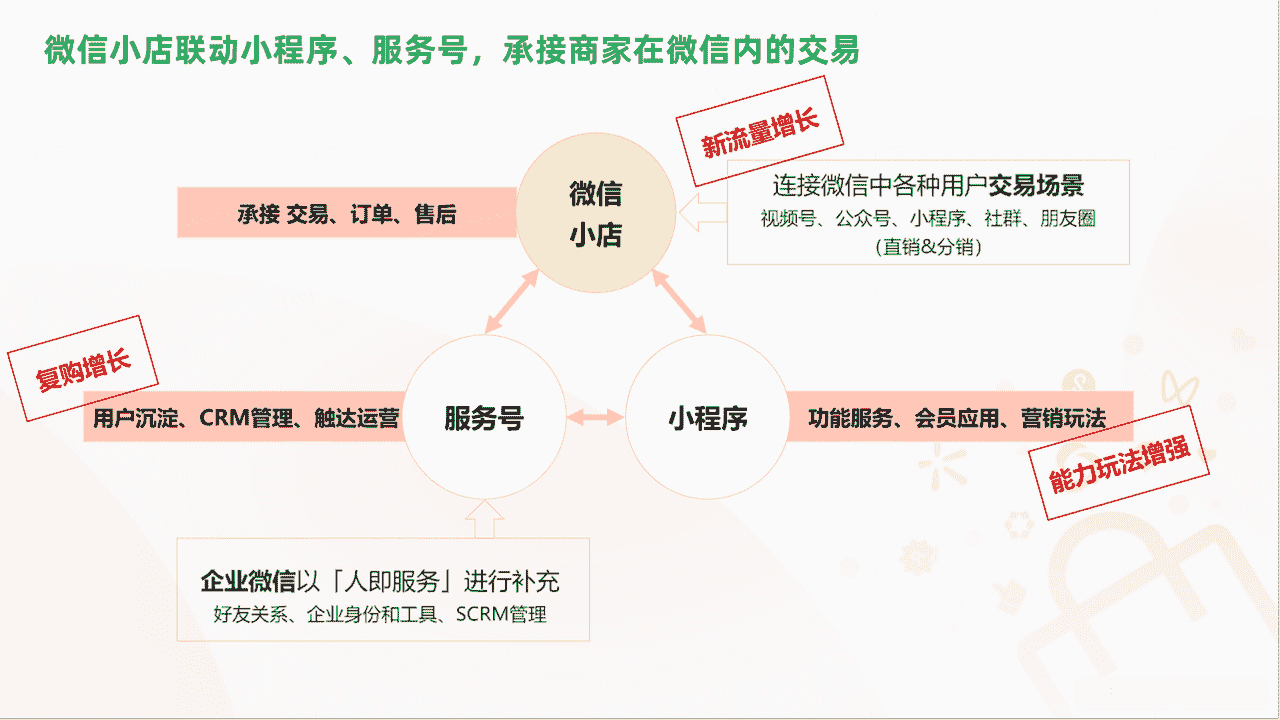 微信小店联动小程序、服务号，承接商家在微信内的交易
新流量增长
微信
小店
承接 交易、订单、售后
连接微信中各种用户交易场景
视频号、公众号、小程序、社群、朋友圈
（直销&分销）
复购增长
用户沉淀、CRM管理、触达运营
服务号
小程序
功能服务、会员应用、营销玩法
能力玩法增强
企业微信以「人即服务」进行补充
好友关系、企业身份和工具、SCRM管理